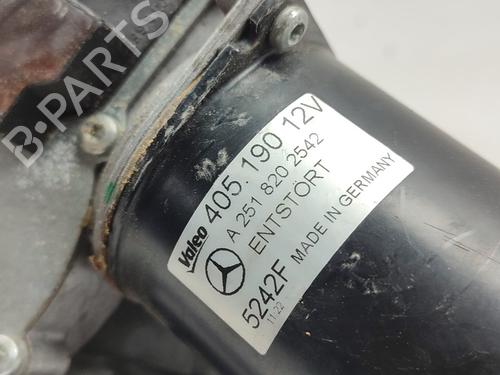 B-PARTS
Valeo 405.190 12V
A 251 820 2542
ENTSTÖRT
5242F MADE IN GERMANY
11:22